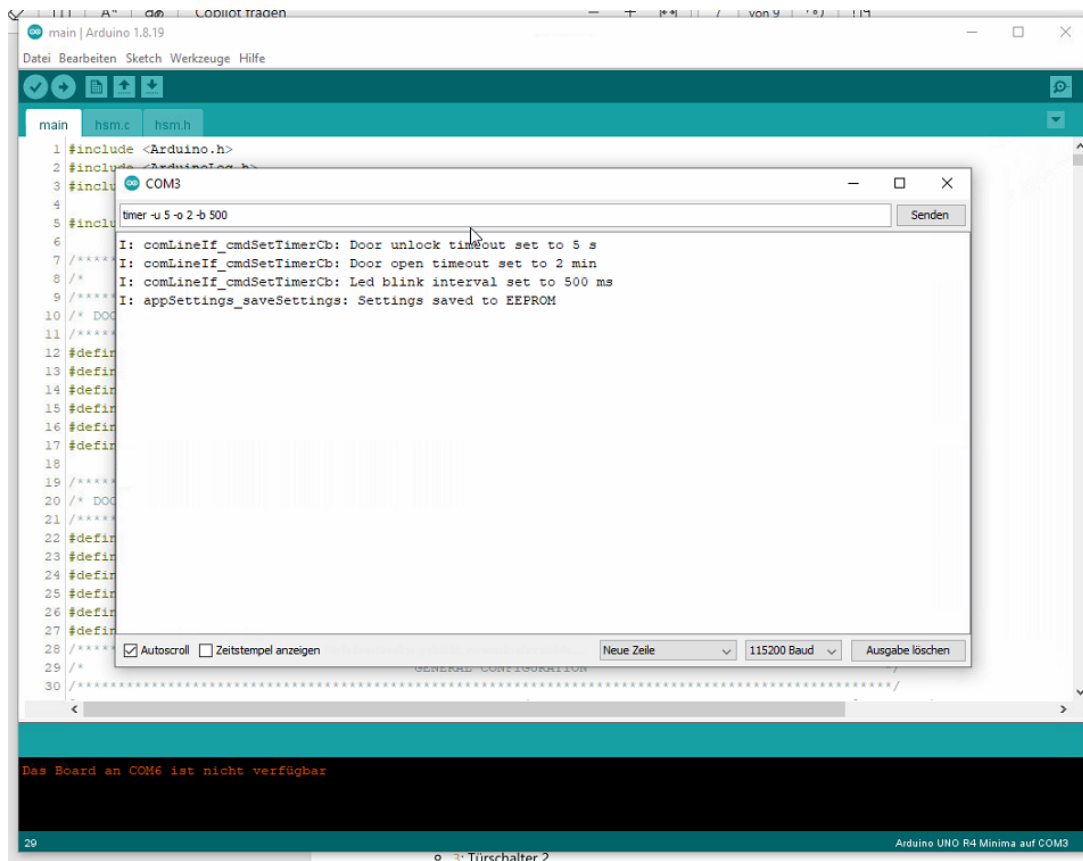 Copilot fragen
7 von 9
main | Arduino 1.8.19
Datei Bearbeiten Sketch Werkzeuge Hilfe
main hsm.c hsm.h
1 #include <Arduino.h>
2 #include <ArduinoLog.h>
3 #inclu
4
5 #inclu
6
7 /*****
8 /*
9 /*****
10 /* DOC
11 /*****
12 #defin
13 #defin
14 #defin
15 #defin
16 #defin
17 #defin
18
19 /*****
20 /* DOC
21 /*****
22 #defin
23 #defin
24 #defin
25 #defin
26 #defin
27 #defin
28 /*****
29 /* GENERAL CONFIGURATION */
COM3
timer -u 5 -o 2 -b 500
Senden
I: comLineIf_cmdSetTimerCb: Door unlock timeout set to 5 s
I: comLineIf_cmdSetTimerCb: Door open timeout set to 2 min
I: comLineIf_cmdSetTimerCb: Led blink interval set to 500 ms
I: appSettings_saveSettings: Settings saved to EEPROM
Autoscroll Zeitstempel anzeigen Neue Zeile 115200 Baud Ausgabe löschen
Das Board an COM6 ist nicht verfügbar
29 Arduino UNO R4 Minima auf COM3
3: Türschalter 2